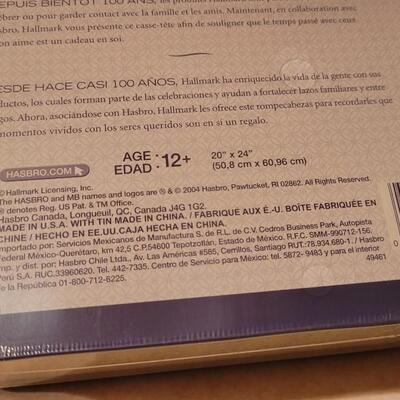 DEPUIS BIENTÔT 100 ANS, les produits
brer ou pour garder contact avec la famille et les amis. Maintenant, en collaboration avec
sbro, Hallmark vous présente ce casse-tête afin de souligner que le temps passé avec ceux
on aime est un cadeau en soi.
ESDE HACE CASI 100 AÑOS, Hallmark ha enriquecido la vida de la gente con sus
ductos, los cuales forman parte de las celebraciones y ayudan a fortalecer lazos familiares y entre
gos. Ahora, asociándose con Hasbro, Hallmark les ofrece este rompecabezas para recordarles que
momentos vividos con los seres queridos son en si un regalo.
HASBRO.COM
AGE
EDAD : 12+
20" x 24"
(50,8 cm x 60,96 cm)
©Hallmark Licensing, Inc.
The HASBRO and MB names and logos are ® & © 2004 Hasbro, Pawtucket, RI 02862. All Rights Reserved.
® denotes Reg. US Pat. & TM Office.
Hasbro Canada, Longueuil, QC, Canada J4G 1G2.
MADE IN U.S.A. WITH TIN MADE IN CHINA. / FABRIQUE AUX É.-U. BOÎTE FABRIQUÉE EN
CHINE / HECHO EN EE.UU.CAJA HECHA EN CHINA.
Importado por: Servicios Mexicanos de Manufactura S. de R.L. de C.V. Cedros Business Park, Autopista
Federal México-Querétaro, km 42,5 C.P.54600 Tepotzotlán, Estado de México. R.F.C. SMM-990712-156.
mp. y dist. por: Hasbro Chile Ltda., Av. Las Américas #585, Cerrillos, Santiago RUT:78.934.680-1. / Hasbro
Perú S.A. RUC.33960620. Tel. 442-7335. Centro de Servicio para México: tel. 5872-9483 y para el interior
de la República 01-800-712-6225.
49461